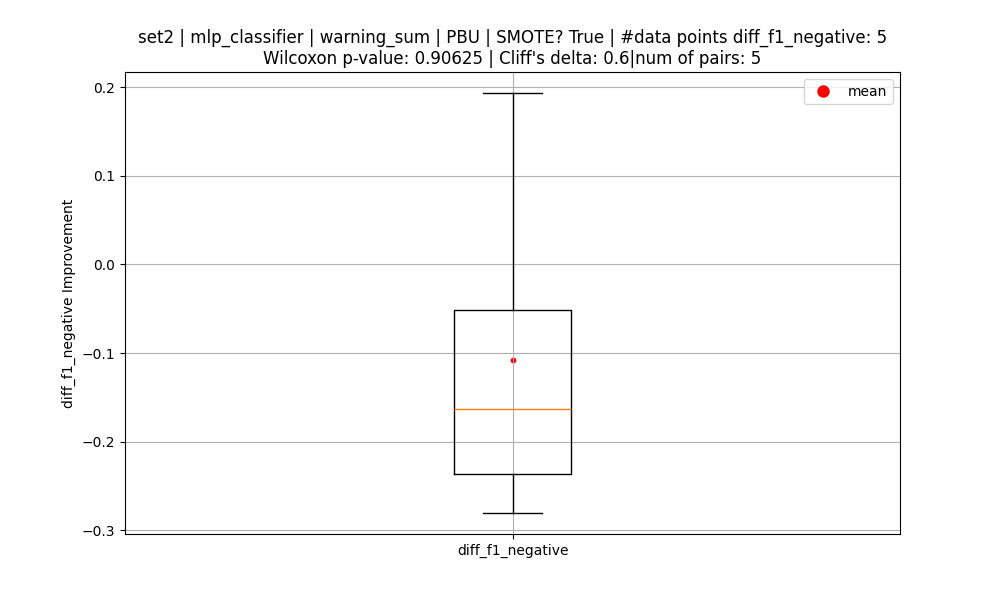 set2 | mlp_classifier | warning_sum | PBU | SMOTE? True | #data points diff_f1_negative: 5
Wilcoxon p-value: 0.90625 | Cliff's delta: 0.6|num of pairs: 5
mean
0.2
0.1
0.0
−0.1
−0.2
−0.3
diff_f1_negative Improvement
diff_f1_negative